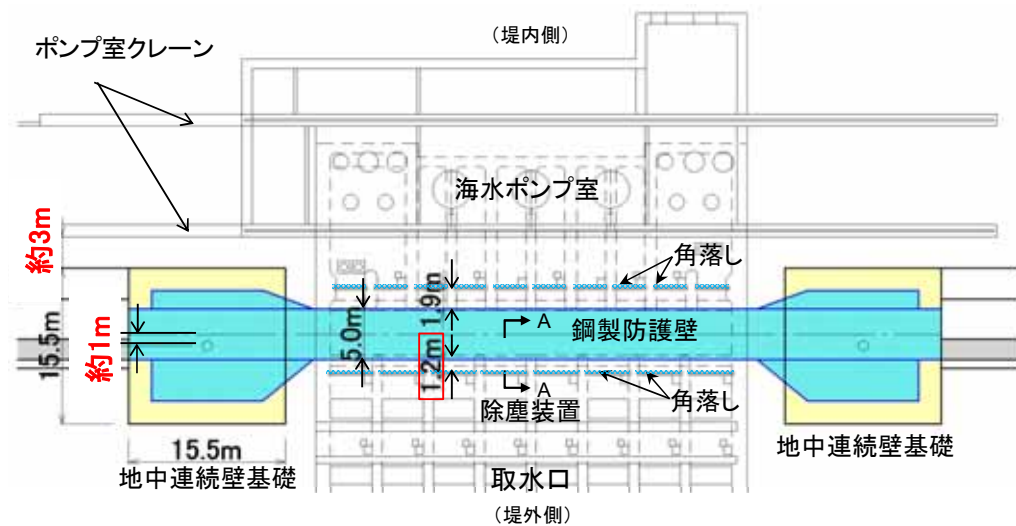 （堤内側）
ポンプ室クレーン
海水ポンプ室
約3m
角落し
1.9m
A
15.5m
約1m
5.0m
鋼製防護壁
1.2m
A
角落し
除塵装置
15.5m
地中連続壁基礎
地中連続壁基礎
取水口
（堤外側）